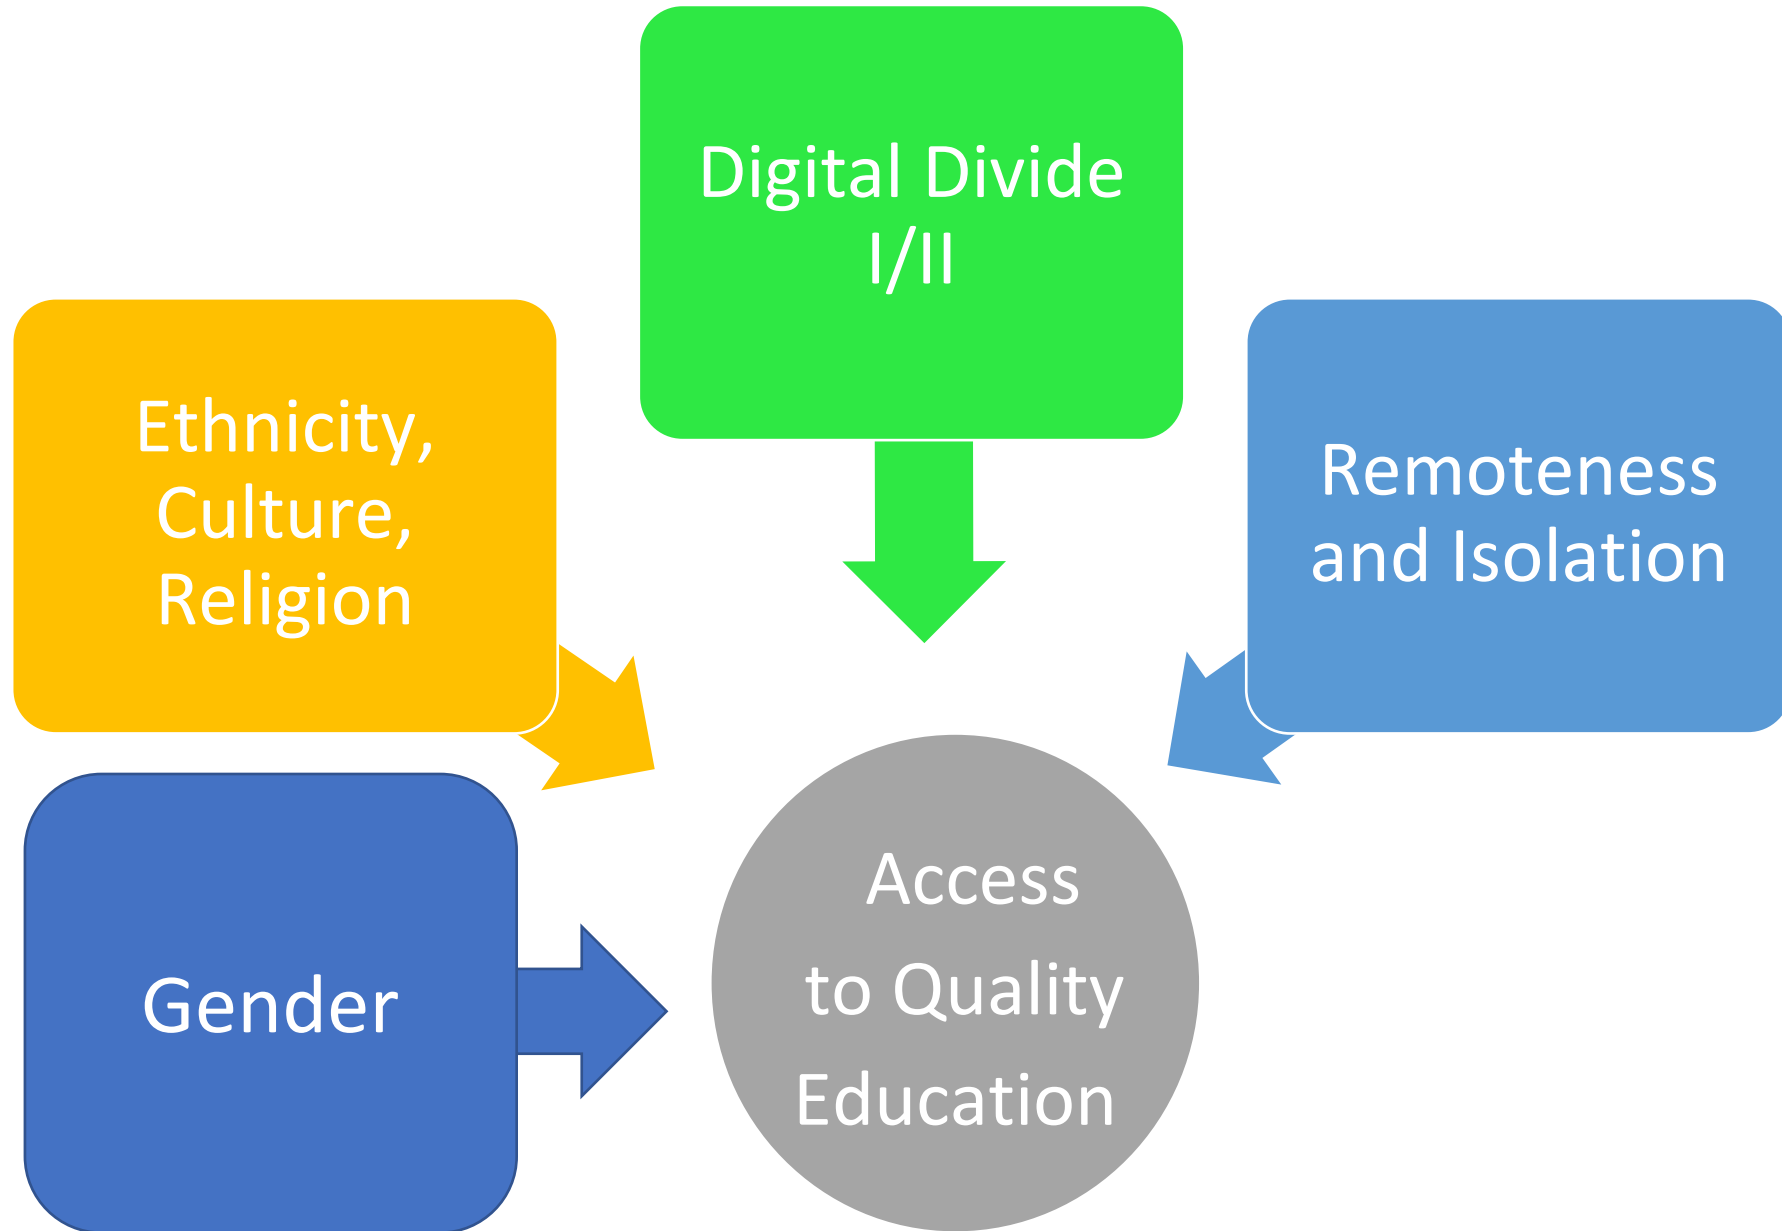 Digital Divide
I/II
Ethnicity,
Culture,
Religion
Remoteness
and Isolation
Gender
Access
to Quality
Education